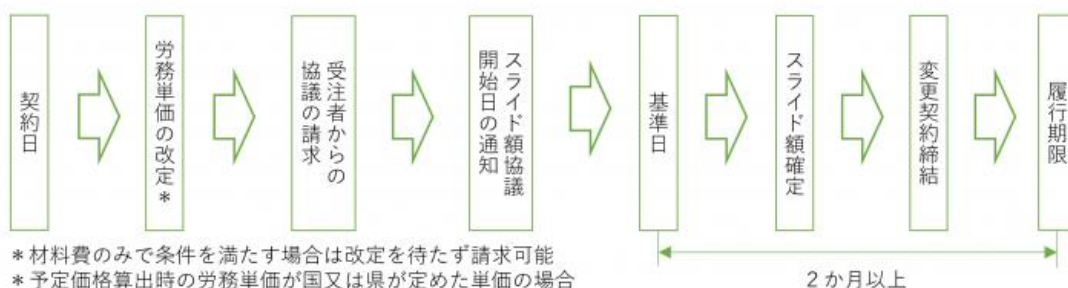 契約日
労務単価の改定*
受注者からの
協議の請求
スライド額協議
開始日の通知
基準日
スライド額確定
変更契約締結
履行期限
*材料費のみで条件を満たす場合は改定を待たず請求可能
*予定価格算出時の労務単価が国又は県が定めた単価の場合
2か月以上